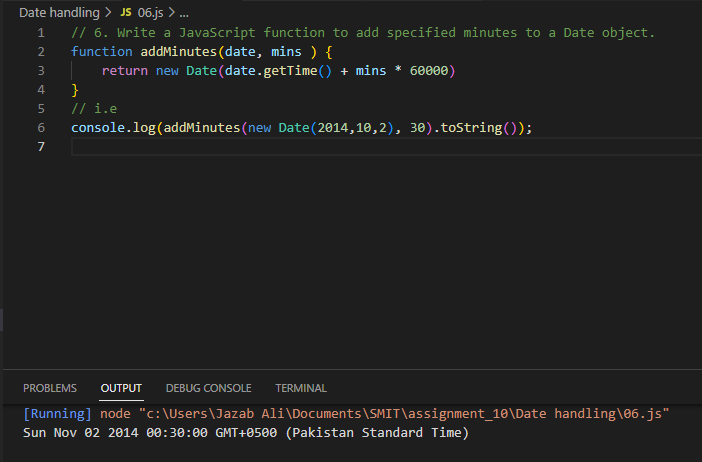 Date handling > JS 06.js > ...
1 // 6. Write a JavaScript function to add specified minutes to a Date object.
2 function addMinutes(date, mins ) {
3     return new Date(date.getTime() + mins * 60000)
4 }
5 // i.e
6 console.log(addMinutes(new Date(2014,10,2), 30).toString());
7
PROBLEMS OUTPUT DEBUG CONSOLE TERMINAL
[Running] node "c:\Users\Jazab Ali\Documents\SMIT\assignment_10\Date handling\06.js"
Sun Nov 02 2014 00:30:00 GMT+0500 (Pakistan Standard Time)